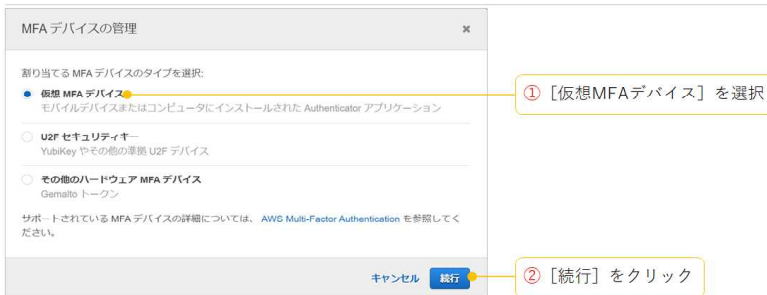 MFA デバイスの管理
×
割り当てる MFA デバイスのタイプを選択:
仮想 MFA デバイス
モバイルデバイスまたはコンピュータにインストールされた Authenticator アプリケーション
① [仮想MFAデバイス] を選択
U2F セキュリティキー
YubiKey やその他の準拠 U2F デバイス
その他のハードウェア MFA デバイス
Gemalto トークン
サポートされている MFA デバイスの詳細については、 AWS Multi-Factor Authentication を参照してく
ださい。
キャンセル 続行
② [続行] をクリック